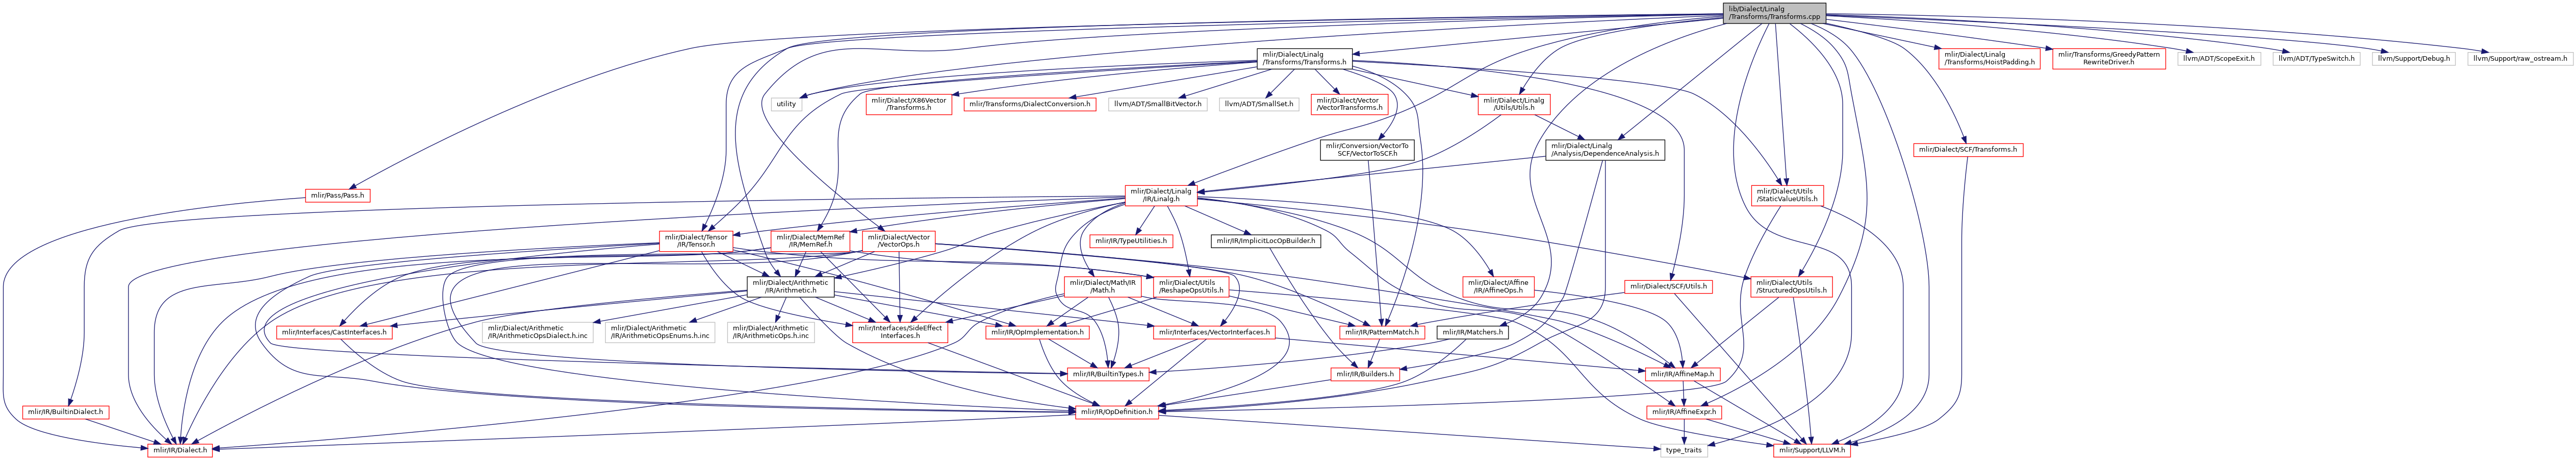 lib/Dialect/Linalg
/Transforms/Transforms.cpp
mlir/Dialect/Linalg
/Transforms/Transforms.h
mlir/Dialect/Linalg
/Transforms/HoistPadding.h
mlir/Transforms/GreedyPattern
RewriteDriver.h
llvm/ADT/ScopeExit.h
llvm/ADT/TypeSwitch.h
llvm/Support/Debug.h
llvm/Support/raw_ostream.h
utility
mlir/Dialect/X86Vector
/Transforms.h
mlir/Transforms/DialectConversion.h
llvm/ADT/SmallBitVector.h
llvm/ADT/SmallSet.h
mlir/Dialect/Vector
/VectorTransforms.h
mlir/Dialect/Linalg
/Utils/Utils.h
mlir/Conversion/VectorTo
SCF/VectorToSCF.h
mlir/Dialect/Linalg
/Analysis/DependenceAnalysis.h
mlir/Dialect/SCF/Transforms.h
mlir/Pass/Pass.h
mlir/Dialect/Linalg
/IR/Linalg.h
mlir/Dialect/Utils
/StaticValueUtils.h
mlir/Dialect/Tensor
/IR/Tensor.h
mlir/Dialect/MemRef
/IR/MemRef.h
mlir/Dialect/Vector
/VectorOps.h
mlir/IR/TypeUtilities.h
mlir/IR/ImplicitLocOpBuilder.h
mlir/Dialect/Arithmetic
/IR/Arithmetic.h
mlir/Dialect/Math/IR
/Math.h
mlir/Dialect/Utils
/ReshapeOpsUtils.h
mlir/Dialect/Affine
/IR/AffineOps.h
mlir/Dialect/SCF/Utils.h
mlir/Dialect/Utils
/StructuredOpsUtils.h
mlir/Interfaces/CastInterfaces.h
mlir/Dialect/Arithmetic
/IR/ArithmeticOpsDialect.h.inc
mlir/Dialect/Arithmetic
/IR/ArithmeticOpsEnums.h.inc
mlir/Dialect/Arithmetic
/IR/ArithmeticOps.h.inc
mlir/Interfaces/SideEffect
Interfaces.h
mlir/IR/OpImplementation.h
mlir/Interfaces/VectorInterfaces.h
mlir/IR/PatternMatch.h
mlir/IR/Matchers.h
mlir/IR/BuiltinTypes.h
mlir/IR/Builders.h
mlir/IR/AffineMap.h
mlir/IR/BuiltinDialect.h
mlir/IR/OpDefinition.h
mlir/IR/AffineExpr.h
mlir/IR/Dialect.h
type_traits
mlir/Support/LLVM.h